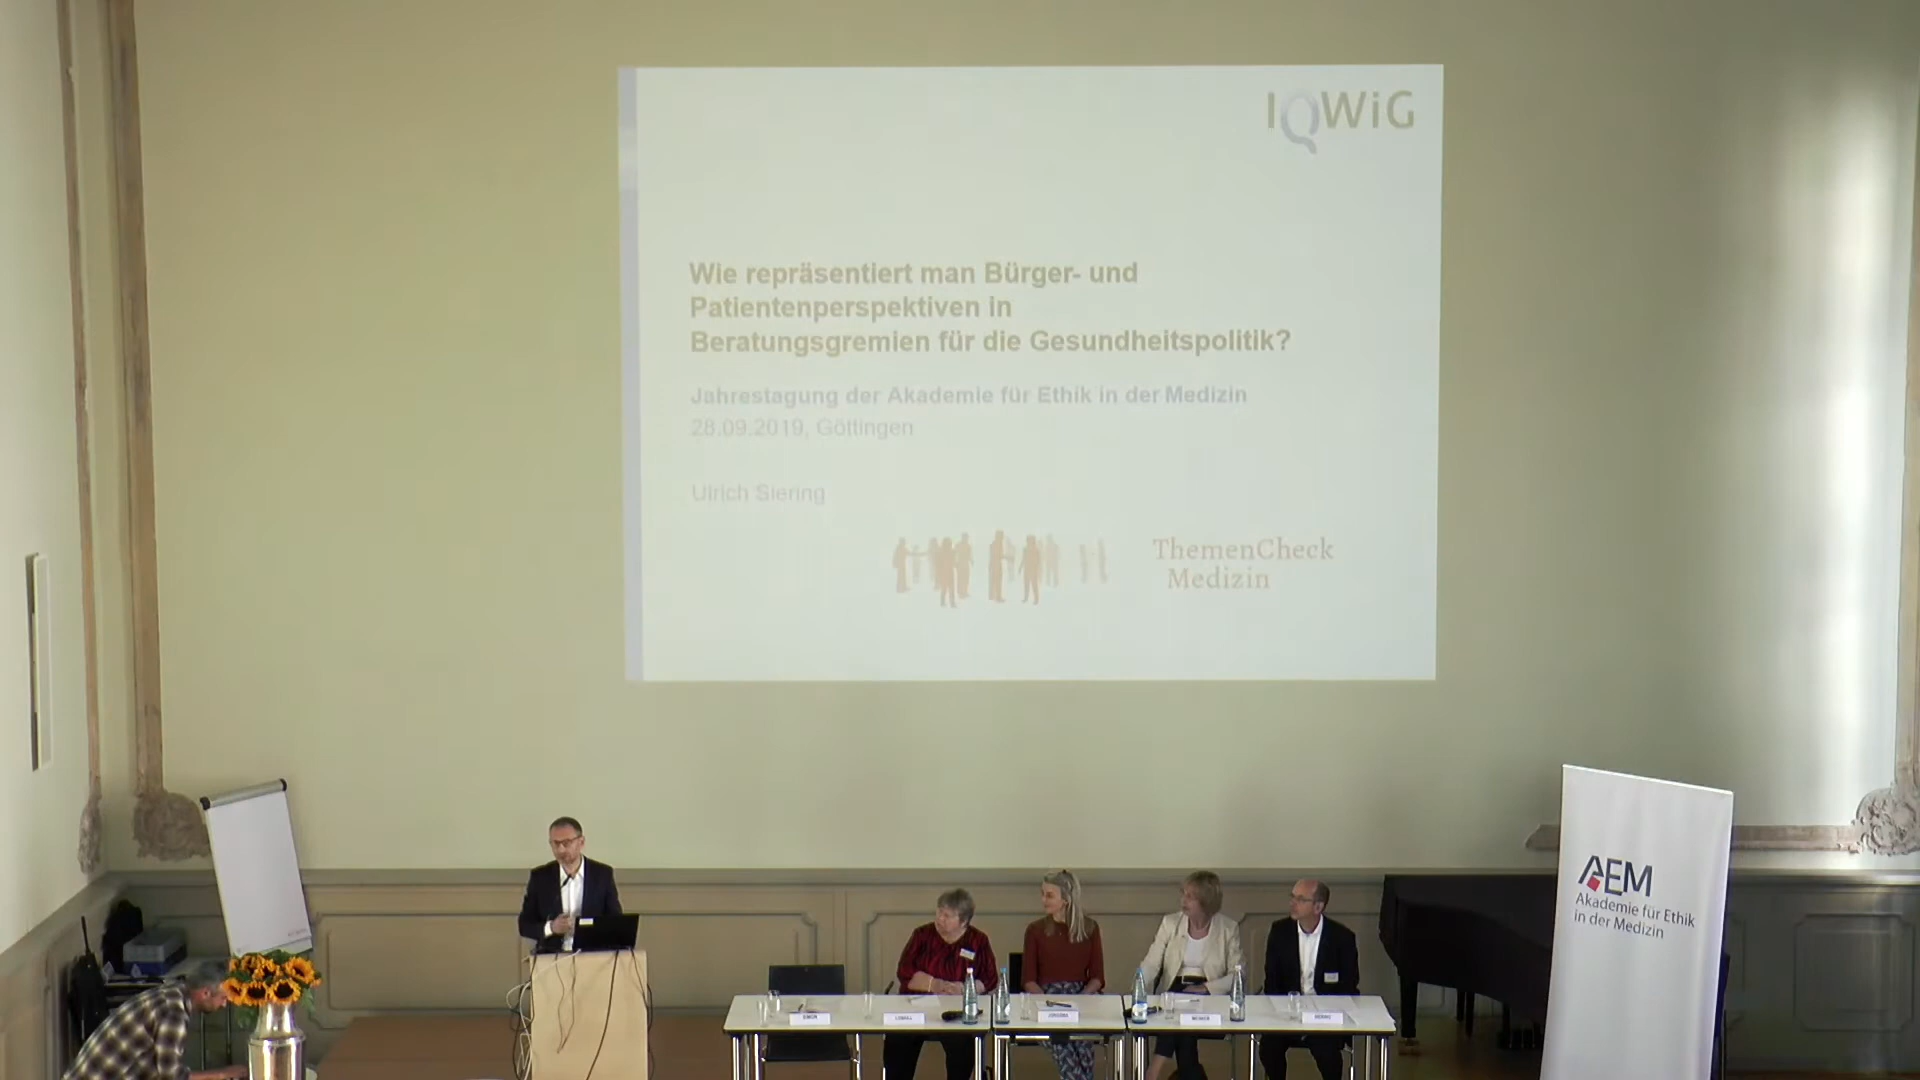 IQWiG
Wie repräsentiert man Bürger- und
Patientenperspektiven in
Beratungsgremien für die Gesundheitspolitik?
Jahrestagung der Akademie für Ethik in der Medizin
28.09.2019, Göttingen
Ulrich Siering
ThemenCheck
Medizin
AEM
Akademie für Ethik
in der Medizin
SIMON